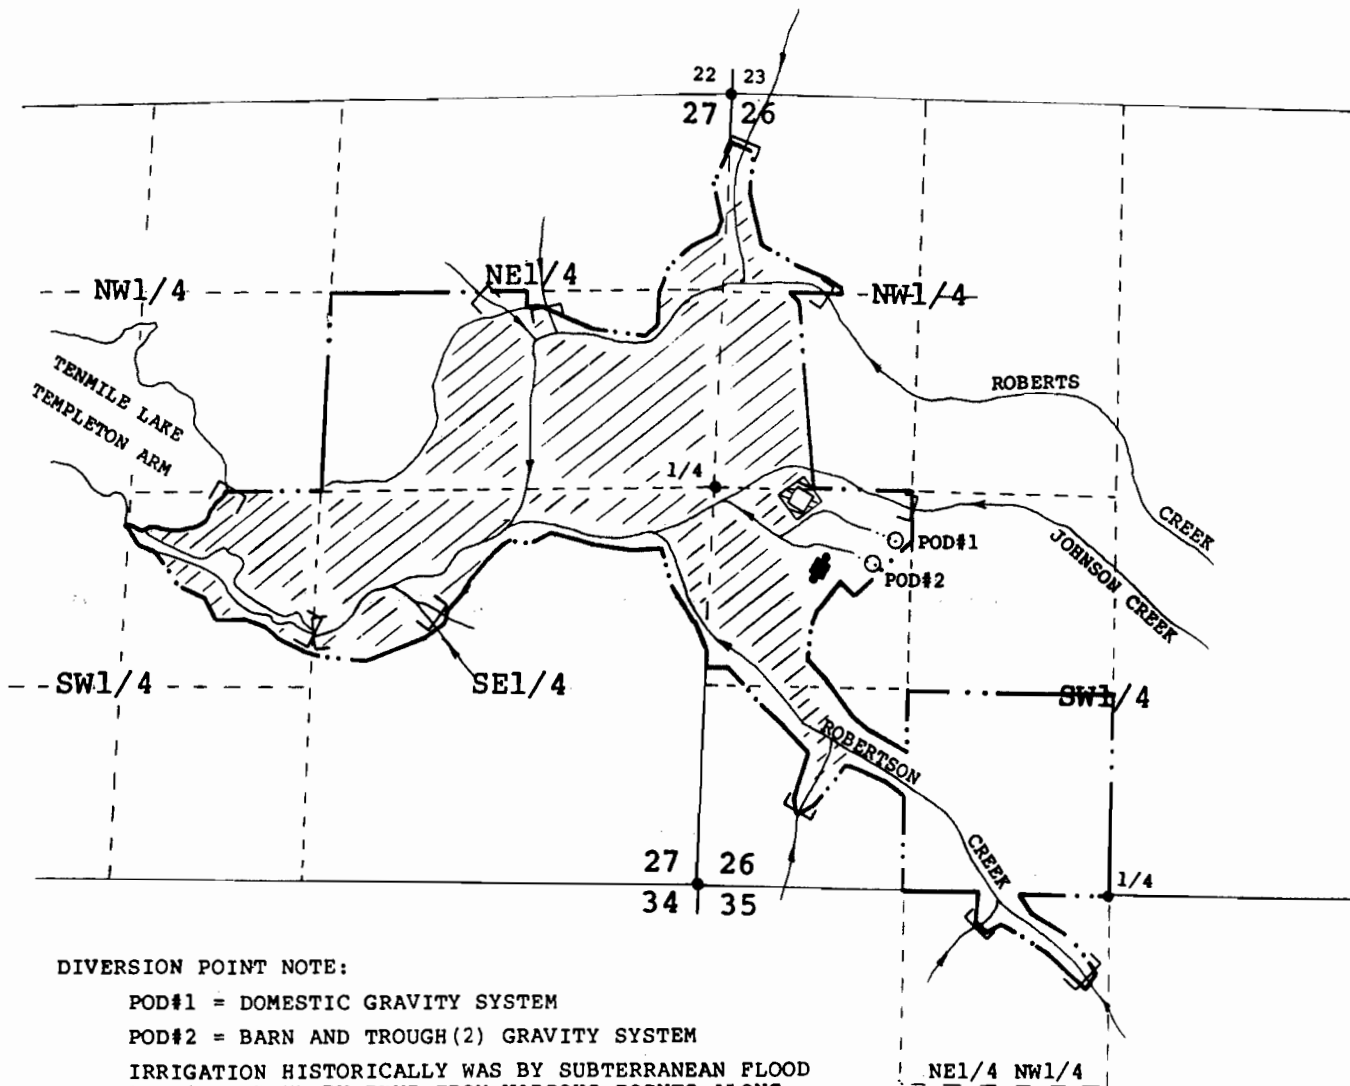 22 23
27 26
NW1/4
NE1/4
NW1/4
TENMILE LAKE
TEMPLETON ARM
ROBERTS
CREEK
1/4
POD#1
POD#2
JOHNSON CREEK
SW1/4
SE1/4
SW1/4
ROBERTSON
CREEK
27 26
34 35
1/4
DIVERSION POINT NOTE:
POD#1 = DOMESTIC GRAVITY SYSTEM
POD#2 = BARN AND TROUGH(2) GRAVITY SYSTEM
IRRIGATION HISTORICALLY WAS BY SUBTERRANEAN FLOOD
NE1/4 NW1/4